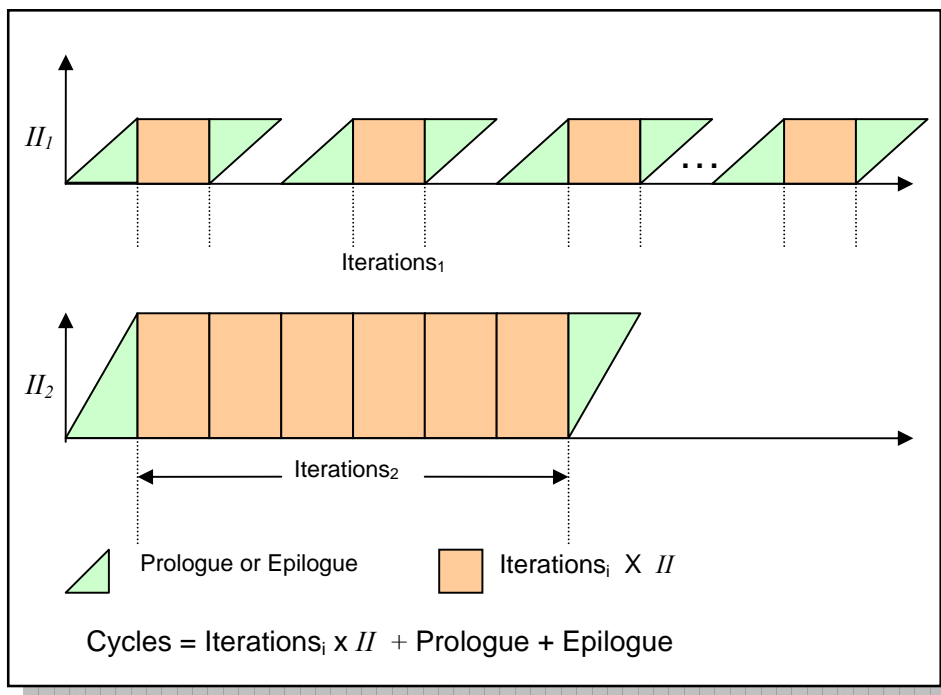 II₁
...
Iterations₁
II₂
Iterations₂
Prologue or Epilogue
Iterationsᵢ X II
Cycles = Iterationsᵢ x II + Prologue + Epilogue